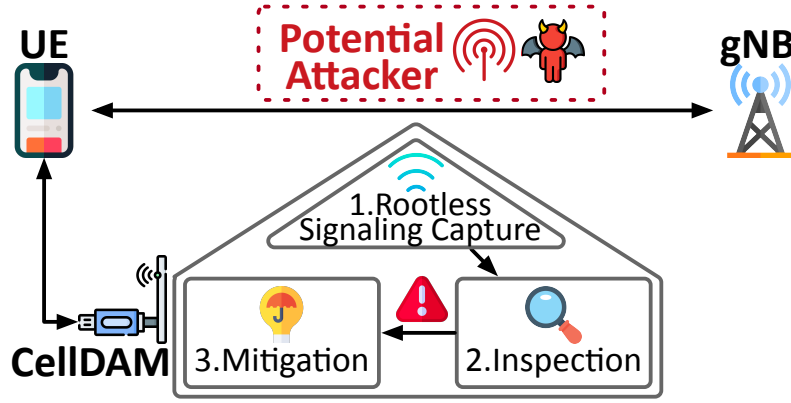 UE
Potential
Attacker
gNB
1.Rootless
Signaling Capture
3.Mitigation
2.Inspection
CellDAM